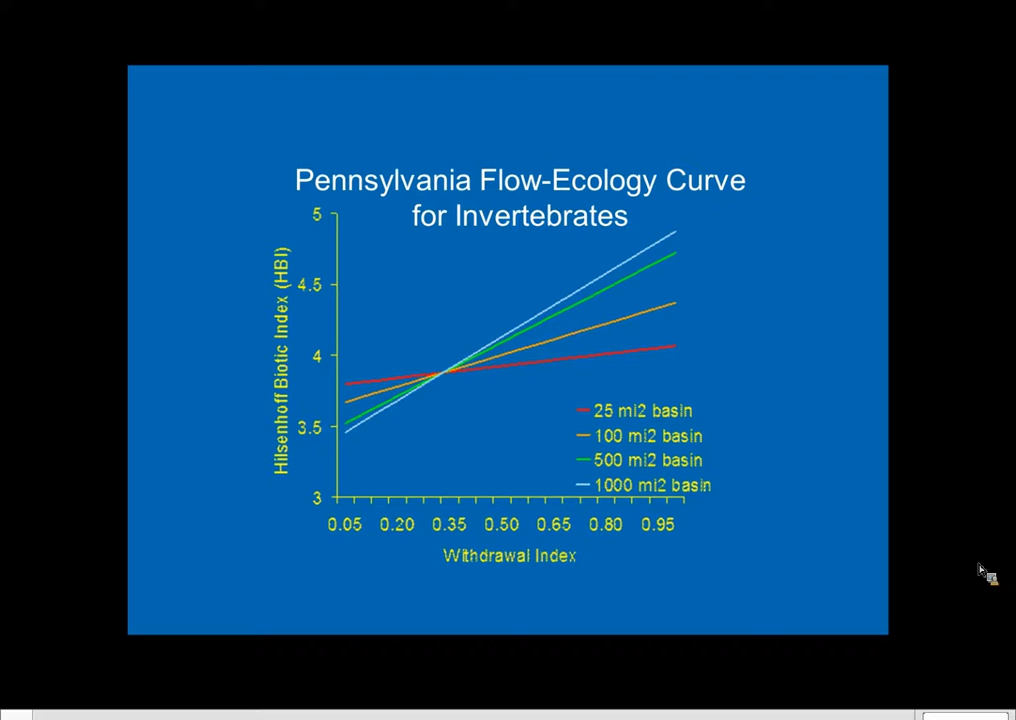 Pennsylvania Flow-Ecology Curve
for Invertebrates
Hilsenhoff Biotic Index (HBI)
5
4.5
4
3.5
3
25 mi2 basin
100 mi2 basin
500 mi2 basin
1000 mi2 basin
0.05 0.20 0.35 0.50 0.65 0.80 0.95
Withdrawal Index